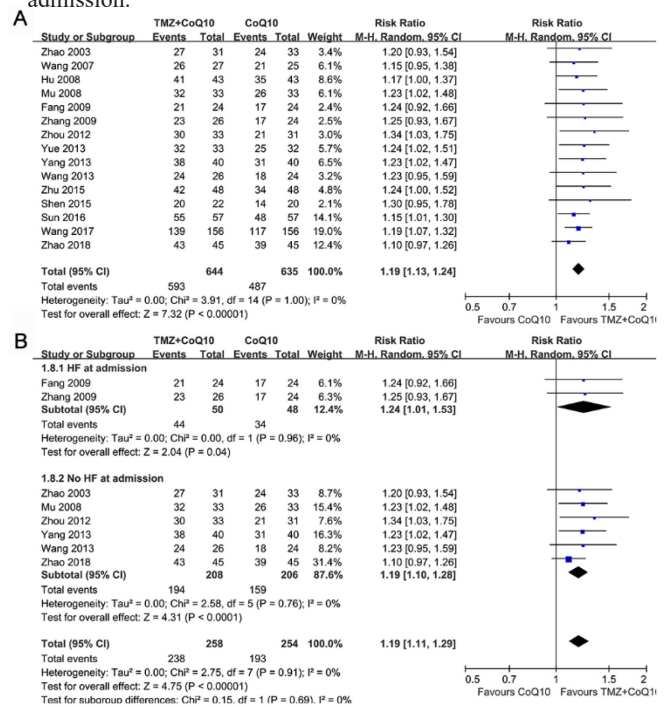 admission.
A
TMZ+CoQ10 CoQ10 Risk Ratio Risk Ratio
Study or Subgroup Events Total Events Total Weight M-H, Random, 95% CI M-H, Random, 95% CI
Zhao 2003 27 31 24 33 3.4% 1.20 [0.93, 1.54]
Wang 2007 26 27 21 25 6.1% 1.15 [0.95, 1.38]
Hu 2008 41 43 35 43 8.2% 1.17 [1.00, 1.37]
Mu 2008 32 33 26 33 6.1% 1.23 [1.02, 1.48]
Fang 2009 21 24 17 24 2.4% 1.24 [0.92, 1.66]
Zhang 2009 23 26 17 24 2.5% 1.25 [0.93, 1.67]
Zhou 2012 30 33 21 31 3.0% 1.34 [1.03, 1.75]
Yue 2013 32 33 25 32 5.7% 1.24 [1.02, 1.51]
Yang 2013 38 40 31 40 6.4% 1.23 [1.02, 1.47]
Wang 2013 24 26 18 24 3.2% 1.23 [0.95, 1.59]
Zhu 2015 42 48 34 48 4.8% 1.24 [1.00, 1.52]
Shen 2015 20 22 14 20 2.2% 1.30 [0.95, 1.78]
Sun 2016 55 57 48 57 14.4% 1.15 [1.01, 1.30]
Wang 2017 139 156 117 156 19.0% 1.19 [1.07, 1.32]
Zhao 2018 43 45 39 45 12.4% 1.10 [0.97, 1.26]
Total (95% CI) 644 635 100.0% 1.19 [1.13, 1.24]
Total events 593 487
Heterogeneity: Tau² = 0.00; Chi² = 3.91, df = 14 (P = 1.00); I² = 0%
Test for overall effect: Z = 7.32 (P < 0.00001)
0.5 0.7 1 1.5 2
Favours CoQ10 Favours TMZ+CoQ10
B
TMZ+CoQ10 CoQ10 Risk Ratio Risk Ratio
Study or Subgroup Events Total Events Total Weight M-H, Random, 95% CI M-H, Random, 95% CI
1.8.1 HF at admission
Fang 2009 21 24 17 24 6.1% 1.24 [0.92, 1.66]
Zhang 2009 23 26 17 24 6.3% 1.25 [0.93, 1.67]
Subtotal (95% CI) 50 48 12.4% 1.24 [1.01, 1.53]
Total events 44 34
Heterogeneity: Tau² = 0.00; Chi² = 0.00, df = 1 (P = 0.96); I² = 0%
Test for overall effect: Z = 2.04 (P = 0.04)
1.8.2 No HF at admission
Zhao 2003 27 31 24 33 8.7% 1.20 [0.93, 1.54]
Mu 2008 32 33 26 33 15.4% 1.23 [1.02, 1.48]
Zhou 2012 30 33 21 31 7.6% 1.34 [1.03, 1.75]
Yang 2013 38 40 31 40 16.3% 1.23 [1.02, 1.47]
Wang 2013 24 26 18 24 8.2% 1.23 [0.95, 1.59]
Zhao 2018 43 45 39 45 31.4% 1.10 [0.97, 1.26]
Subtotal (95% CI) 208 206 87.6% 1.19 [1.10, 1.28]
Total events 194 159
Heterogeneity: Tau² = 0.00; Chi² = 2.58, df = 5 (P = 0.76); I² = 0%
Test for overall effect: Z = 4.31 (P < 0.0001)
Total (95% CI) 258 254 100.0% 1.19 [1.11, 1.29]
Total events 238 193
Heterogeneity: Tau² = 0.00; Chi² = 2.75, df = 7 (P = 0.91); I² = 0%
Test for overall effect: Z = 4.75 (P < 0.00001)
Test for subgroup differences: Chi² = 0.15, df = 1 (P = 0.69), I² = 0%
0.5 0.7 1 1.5 2
Favours CoQ10 Favours TMZ+CoQ10